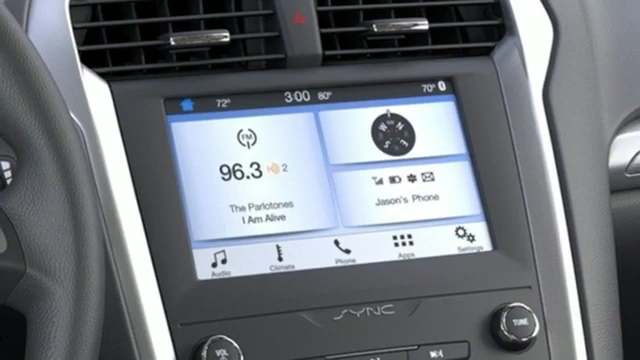 72° 3:00 80° 70°
FM
96.3 2
The Parlotones
I Am Alive
N
E
S
W
Jason's Phone
Audio Climate Phone Apps Settings
SYNC
VOL
TUNE